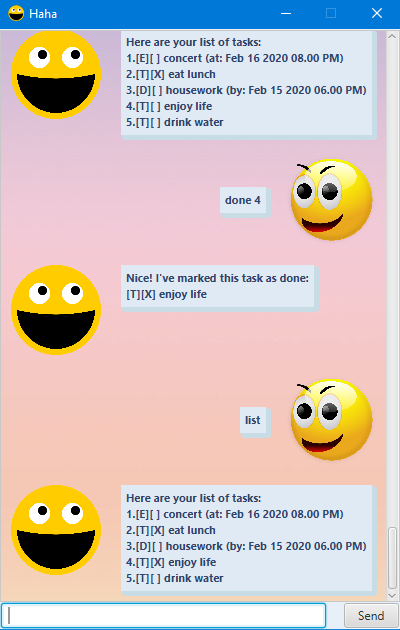 Haha
Here are your list of tasks:
1.[E][ ] concert (at: Feb 16 2020 08.00 PM)
2.[T][X] eat lunch
3.[D][ ] housework (by: Feb 15 2020 06.00 PM)
4.[T][ ] enjoy life
5.[T][ ] drink water
done 4
Nice! I've marked this task as done:
[T][X] enjoy life
list
Here are your list of tasks:
1.[E][ ] concert (at: Feb 16 2020 08.00 PM)
2.[T][X] eat lunch
3.[D][ ] housework (by: Feb 15 2020 06.00 PM)
4.[T][X] enjoy life
5.[T][ ] drink water
Send